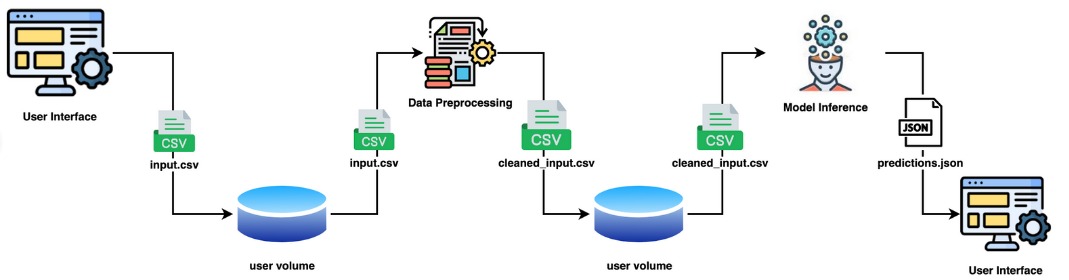 User Interface
CSV
input.csv
user volume
CSV
input.csv
Data Preprocessing
CSV
cleaned_input.csv
user volume
CSV
cleaned_input.csv
Model Inference
JSON
predictions.json
User Interface